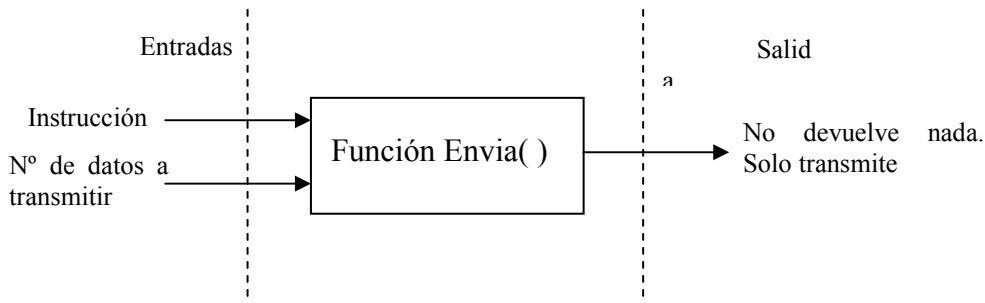 Entradas
Salid
a
Instrucción
Nº de datos a
transmitir
Función Envia( )
No devuelve nada.
Solo transmite